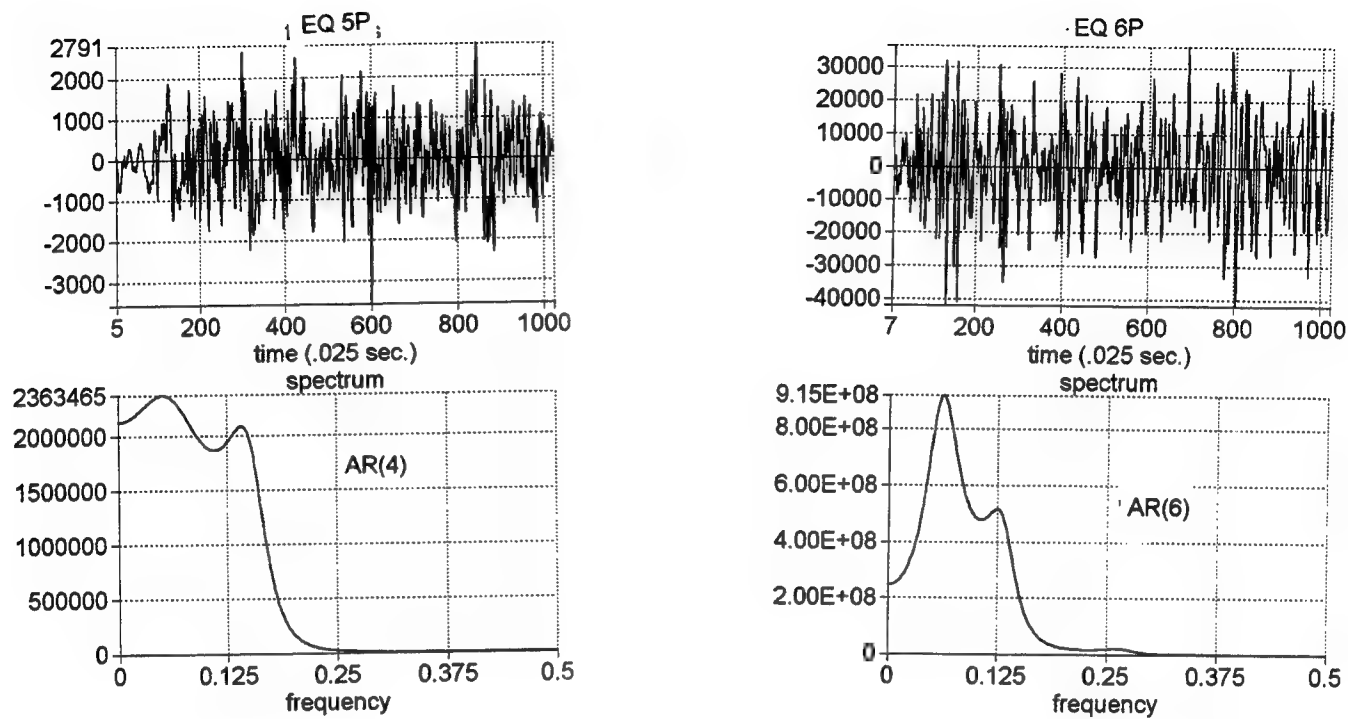 EQ 5P
2791
2000
1000
0
-1000
-2000
-3000
5 200 400 600 800 1000
time (.025 sec.)
spectrum
2363465
2000000
1500000
1000000
500000
0
AR(4)
0 0.125 0.25 0.375 0.5
frequency
EQ 6P
30000
20000
10000
0
-10000
-20000
-30000
-40000
7 200 400 600 800 1000
time (.025 sec.)
spectrum
9.15E+08
8.00E+08
6.00E+08
4.00E+08
2.00E+08
0
AR(6)
0 0.125 0.25 0.375 0.5
frequency